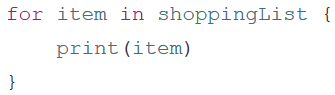 for item in shoppingList {
    print(item)
}